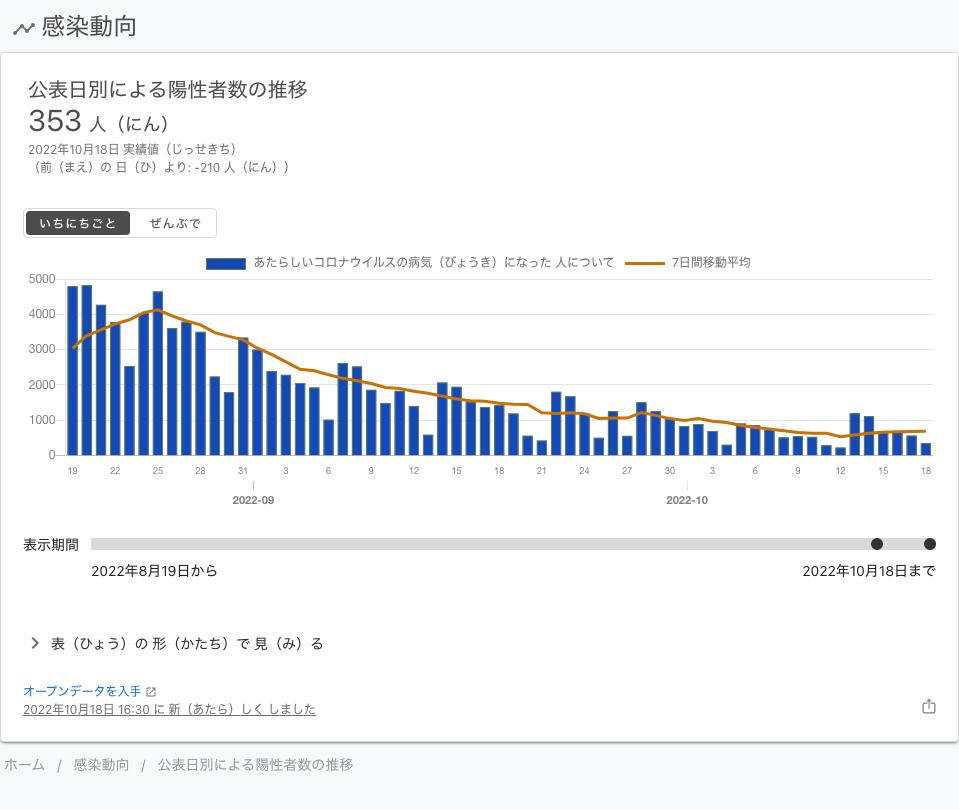 感染動向
公表日別による陽性者数の推移
353 人（にん）
2022年10月18日 実績値（じっせきち）
（前（まえ）の 日（ひ）より: -210 人（にん））
いちにちごと ぜんぶで
あたらしいコロナウイルスの病気（びょうき）になった 人について 7日間移動平均
5000
4000
3000
2000
1000
0
19 22 25 28 31 3 6 9 12 15 18 21 24 27 30 3 6 9 12 15 18
2022-09 2022-10
表示期間
2022年8月19日から 2022年10月18日まで
表（ひょう）の 形（かたち）で 見（み）る
オープンデータを入手
2022年10月18日 16:30 に 新（あたら）しく しました
ホーム / 感染動向 / 公表日別による陽性者数の推移